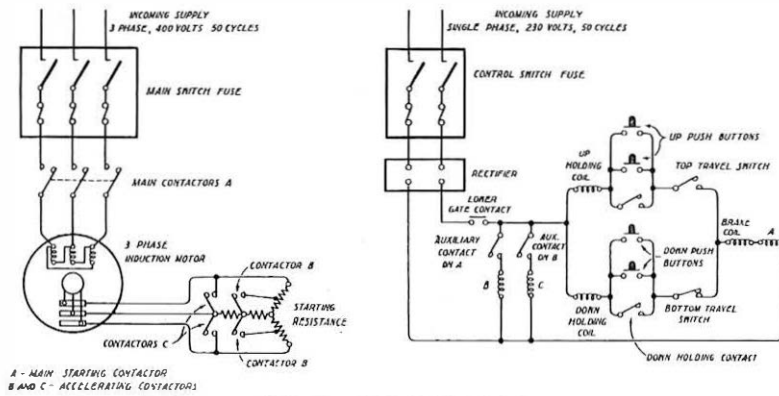 INCOMING SUPPLY
3 PHASE, 400 VOLTS 50 CYCLES
MAIN SWITCH FUSE
MAIN CONTACTORS A
3 PHASE
INDUCTION MOTOR
CONTACTOR B
STARTING
RESISTANCE
CONTACTORS C
CONTACTOR B
A - MAIN STARTING CONTACTOR
B AND C - ACCELERATING CONTACTORS
INCOMING SUPPLY
SINGLE PHASE, 230 VOLTS, 50 CYCLES
CONTROL SWITCH FUSE
RECTIFIER
LOWER
GATE CONTACT
AUXILIARY
CONTACT
ON A
AUX.
CONTACT
ON B
B
C
UP
HOLDING
COIL
UP PUSH BUTTONS
TOP TRAVEL SWITCH
BRAKE
COIL
A
DOWN PUSH
BUTTONS
DOWN
HOLDING
COIL
BOTTOM TRAVEL
SWITCH
DOWN HOLDING CONTACT